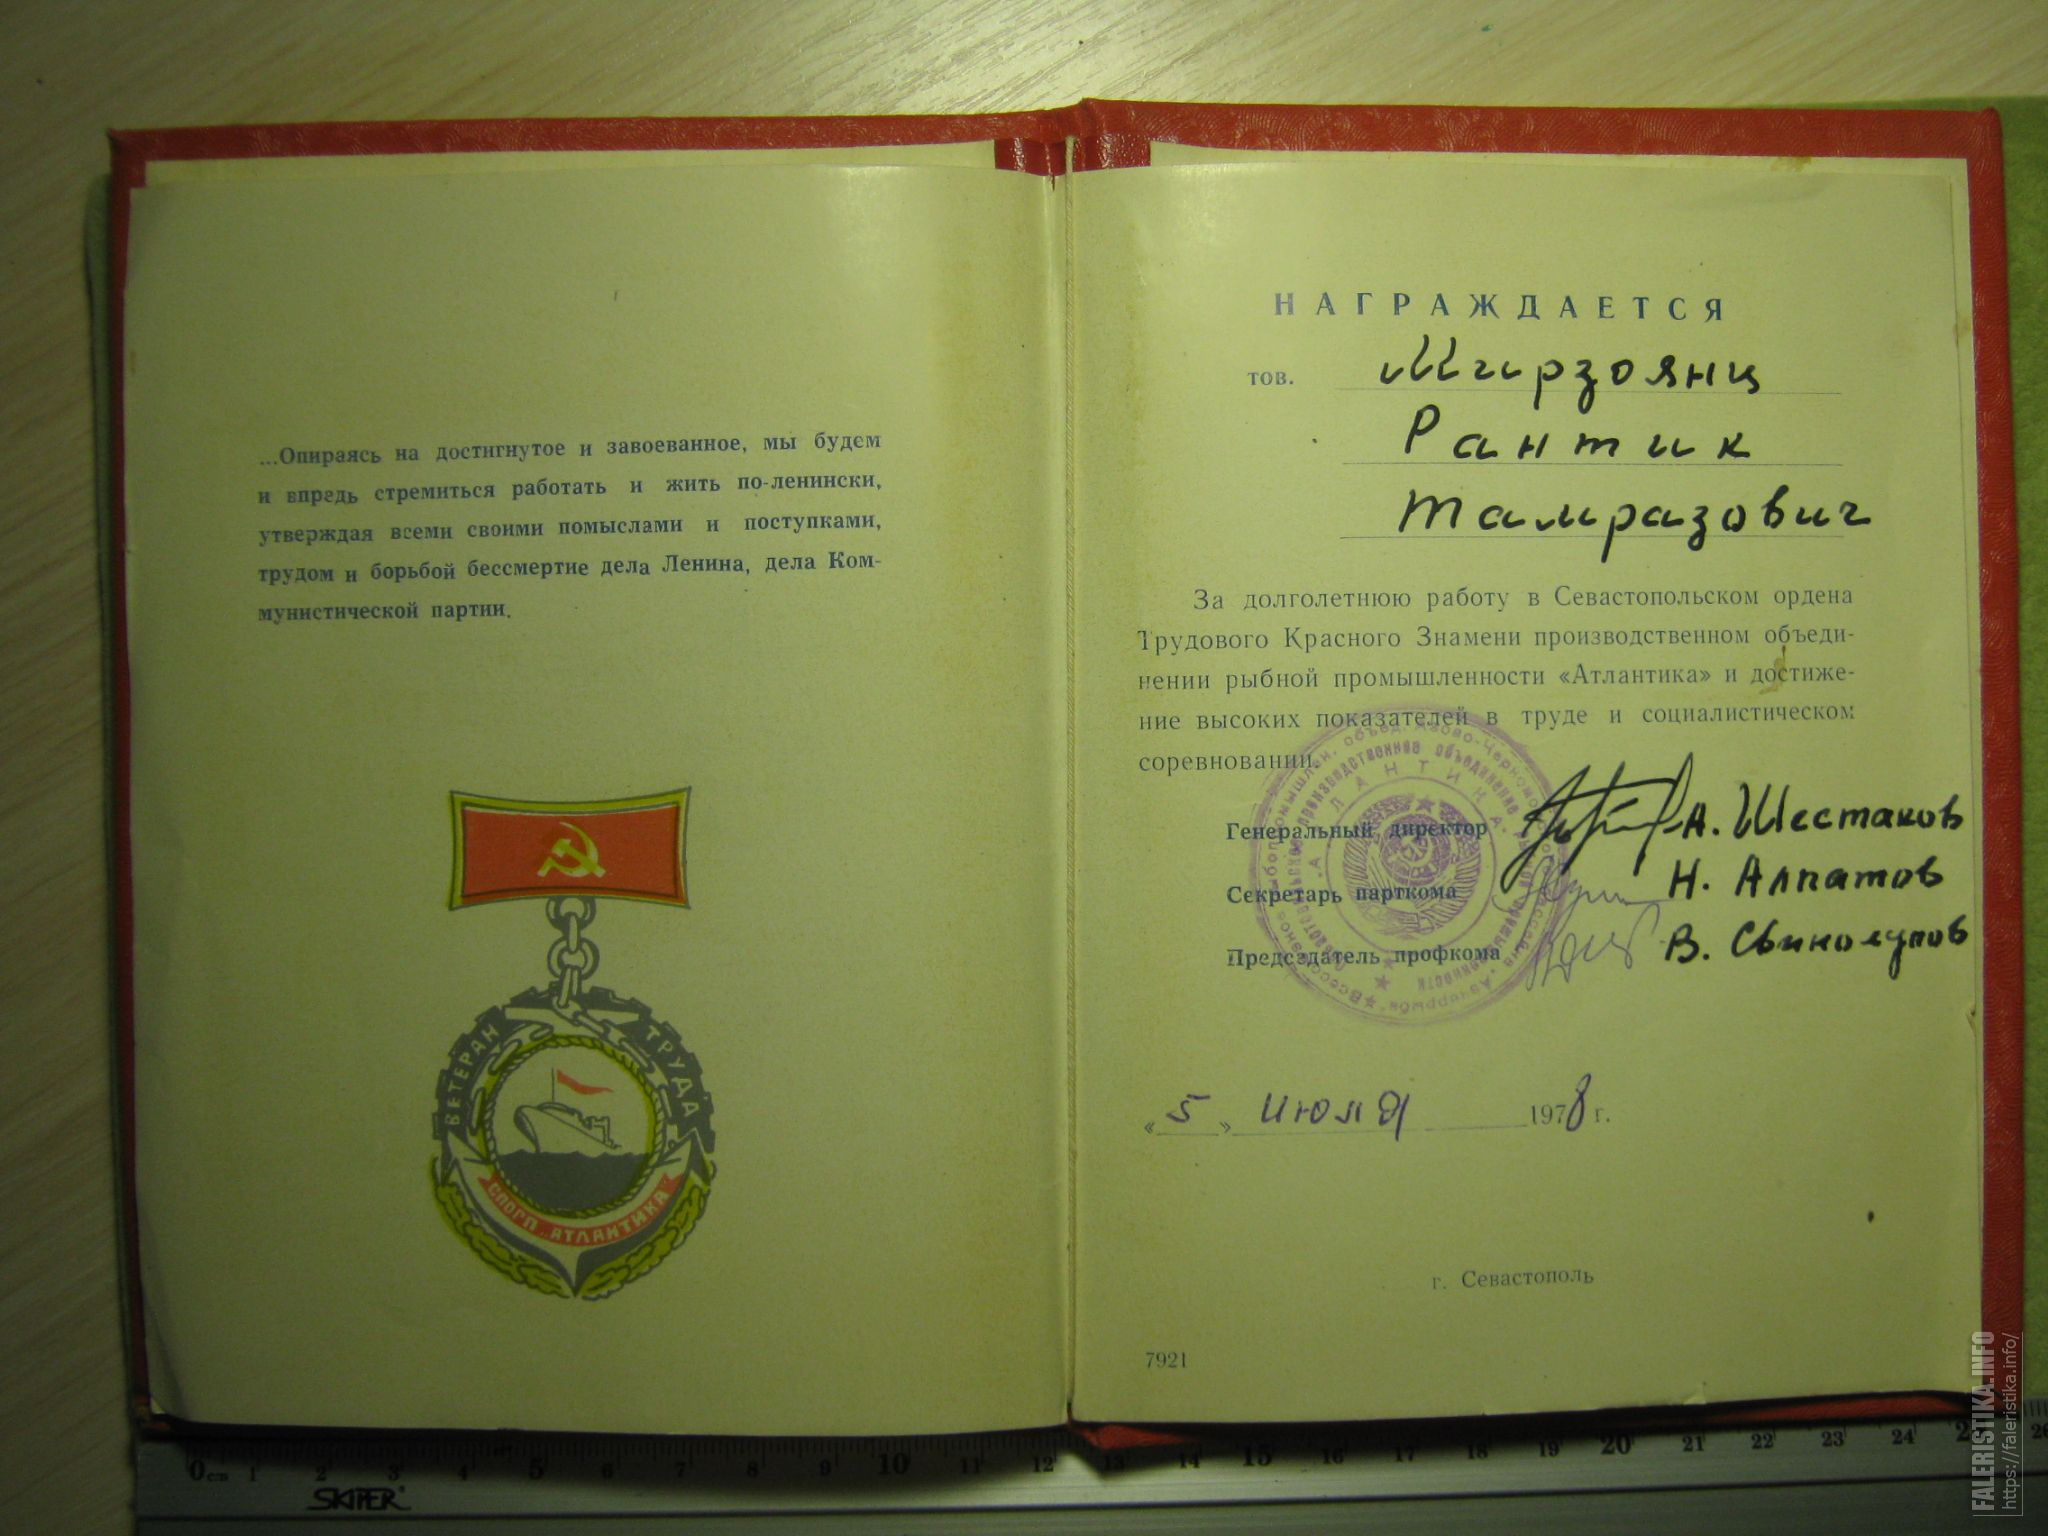 ...Опираясь на достигнутое и завоеванное, мы будем
и впредь стремиться работать и жить по-ленински,
утверждая всеми своими помыслами и поступками,
трудом и борьбой бессмертие дела Ленина, дела Ком-
мунистической партии.
ВЕТЕРАН ТРУДА
СПОРП „АТЛАНТИКА"
НАГРАЖДАЕТСЯ
тов. Мирзоянц
Рантик
Тамразович
За долголетнюю работу в Севастопольском ордена
Трудового Красного Знамени производственном объеди-
нении рыбной промышленности «Атлантика» и достиже-
ние высоких показателей в труде и социалистическом
соревновании.
Генеральный директор А. Шестаков
Секретарь парткома Н. Алпатов
Председатель профкома В. Свинолупов
АТЛАНТИКА
«5» июля 1978 г.
г. Севастополь
7921
0 см 1 2 3 4 5 6 7 8 9 10 11 12 13 14 15 16 17 18 19 20 21 22 23 24 25 26
SKIPER
FALERISTIKA.INFO
https://faleristika.info/